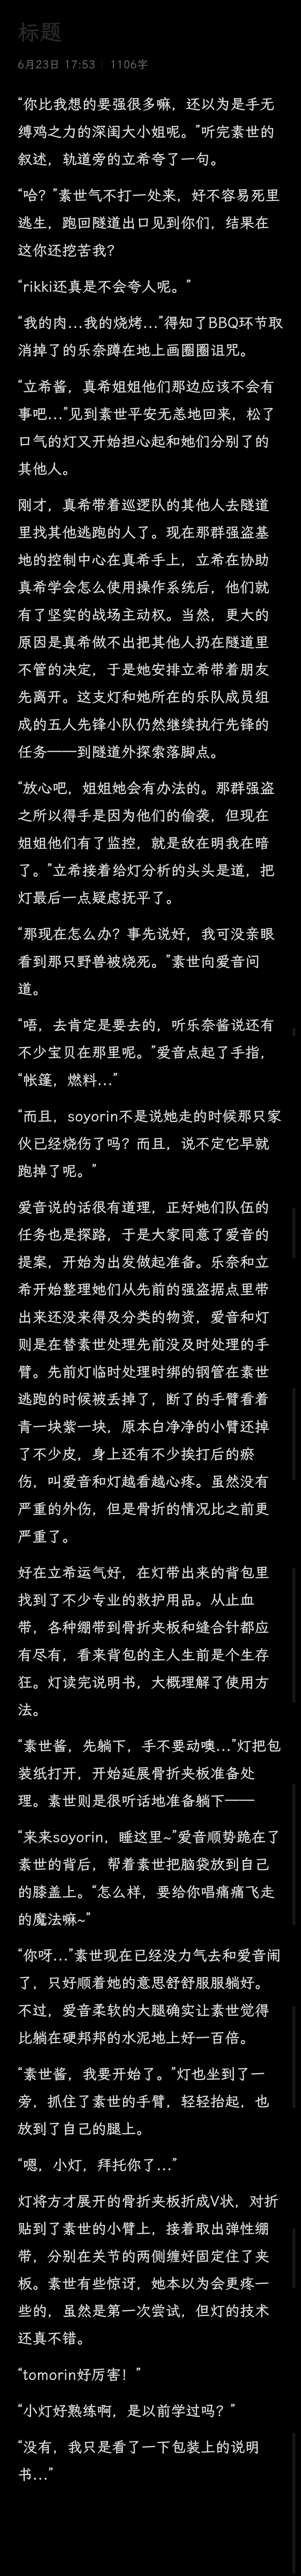 标题
6月23日 17:53 | 1106字
“你比我想的要强很多嘛，还以为是手无
缚鸡之力的深闺大小姐呢。”听完素世的
叙述，轨道旁的立希夸了一句。
“哈？”素世气不打一处来，好不容易死里
逃生，跑回隧道出口见到你们，结果在
这你还挖苦我？
“rikki还真是不会夸人呢。”
“我的肉...我的烧烤...”得知了BBQ环节取
消掉了的乐奈蹲在地上画圈圈诅咒。
“立希酱，真希姐姐他们那边应该不会有
事吧...”见到素世平安无恙地回来，松了
口气的灯又开始担心起和她们分别了的
其他人。
刚才，真希带着巡逻队的其他人去隧道
里找其他逃跑的人了。现在那群强盗基
地的控制中心在真希手上，立希在协助
真希学会怎么使用操作系统后，他们就
有了坚实的战场主动权。当然，更大的
原因是真希做不出把其他人扔在隧道里
不管的决定，于是她安排立希带着朋友
先离开。这支灯和她所在的乐队成员组
成的五人先锋小队仍然继续执行先锋的
任务——到隧道外探索落脚点。
“放心吧，姐姐她会有办法的。那群强盗
之所以得手是因为他们的偷袭，但现在
姐姐他们有了监控，就是敌在明我在暗
了。”立希接着给灯分析的头头是道，把
灯最后一点疑虑抚平了。
“那现在怎么办？事先说好，我可没亲眼
看到那只野兽被烧死。”素世向爱音问
道。
“唔，去肯定是要去的，听乐奈酱说还有
不少宝贝在那里呢。”爱音点起了手指，
“帐篷，燃料...”
“而且，soyorin不是说她走的时候那只家
伙已经烧伤了吗？而且，说不定它早就
跑掉了呢。”
爱音说的话很有道理，正好她们队伍的
任务也是探路，于是大家同意了爱音的
提案，开始为出发做起准备。乐奈和立
希开始整理她们从先前的强盗据点里带
出来还没来得及分类的物资，爱音和灯
则是在替素世处理先前没及时处理的手
臂。先前灯临时处理时绑的钢管在素世
逃跑的时候被丢掉了，断了的手臂看着
青一块紫一块，原本白净净的小臂还掉
了不少皮，身上还有不少挨打后的瘀
伤，叫爱音和灯越看越心疼。虽然没有
严重的外伤，但是骨折的情况比之前更
严重了。
好在立希运气好，在灯带出来的背包里
找到了不少专业的救护用品。从止血
带，各种绷带到骨折夹板和缝合针都应
有尽有，看来背包的主人生前是个生存
狂。灯读完说明书，大概理解了使用方
法。
“素世酱，先躺下，手不要动噢...”灯把包
装纸打开，开始延展骨折夹板准备处
理。素世则是很听话地准备躺下——
“来来soyorin，睡这里~”爱音顺势跪在了
素世的背后，帮着素世把脑袋放到自己
的膝盖上。“怎么样，要给你唱痛痛飞走
的魔法嘛~”
“你呀...”素世现在已经没力气去和爱音闹
了，只好顺着她的意思舒舒服服躺好。
不过，爱音柔软的大腿确实让素世觉得
比躺在硬邦邦的水泥地上好一百倍。
“素世酱，我要开始了。”灯也坐到了一
旁，抓住了素世的手臂，轻轻抬起，也
放到了自己的腿上。
“嗯，小灯，拜托你了...”
灯将方才展开的骨折夹板折成V状，对折
贴到了素世的小臂上，接着取出弹性绷
带，分别在关节的两侧缠好固定住了夹
板。素世有些惊讶，她本以为会更疼一
些的，虽然是第一次尝试，但灯的技术
还真不错。
“tomorin好厉害！”
“小灯好熟练啊，是以前学过吗？”
“没有，我只是看了一下包装上的说明
书...”